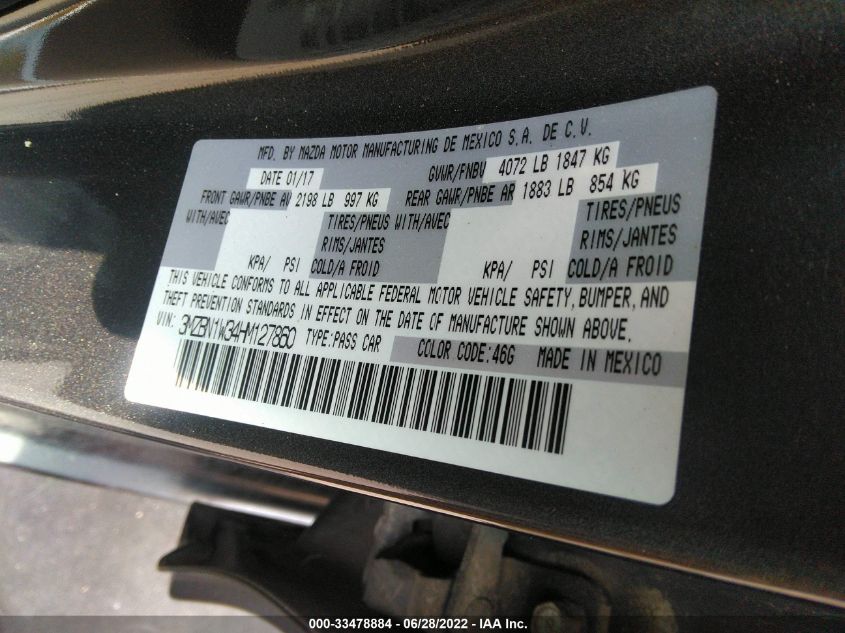 MFD. BY MAZDA MOTOR MANUFACTURING DE MEXICO S.A. DE C.V.
DATE 01/17 GVWR/PNBV 4072 LB 1847 KG
FRONT GAWR/PNBE AV 2198 LB 997 KG REAR GAWR/PNBE AR 1883 LB 854 KG
WITH/AVEC TIRES/PNEUS WITH/AVEC TIRES/PNEUS
RIMS/JANTES RIMS/JANTES
KPA/ PSI COLD/A FROID KPA/ PSI COLD/A FROID
THIS VEHICLE CONFORMS TO ALL APPLICABLE FEDERAL MOTOR VEHICLE SAFETY, BUMPER, AND
THEFT PREVENTION STANDARDS IN EFFECT ON THE DATE OF MANUFACTURE SHOWN ABOVE.
VIN: 3MZBN1W34HM127860 TYPE:PASS CAR COLOR CODE:46G MADE IN MEXICO
000-33478884 - 06/28/2022 - IAA Inc.